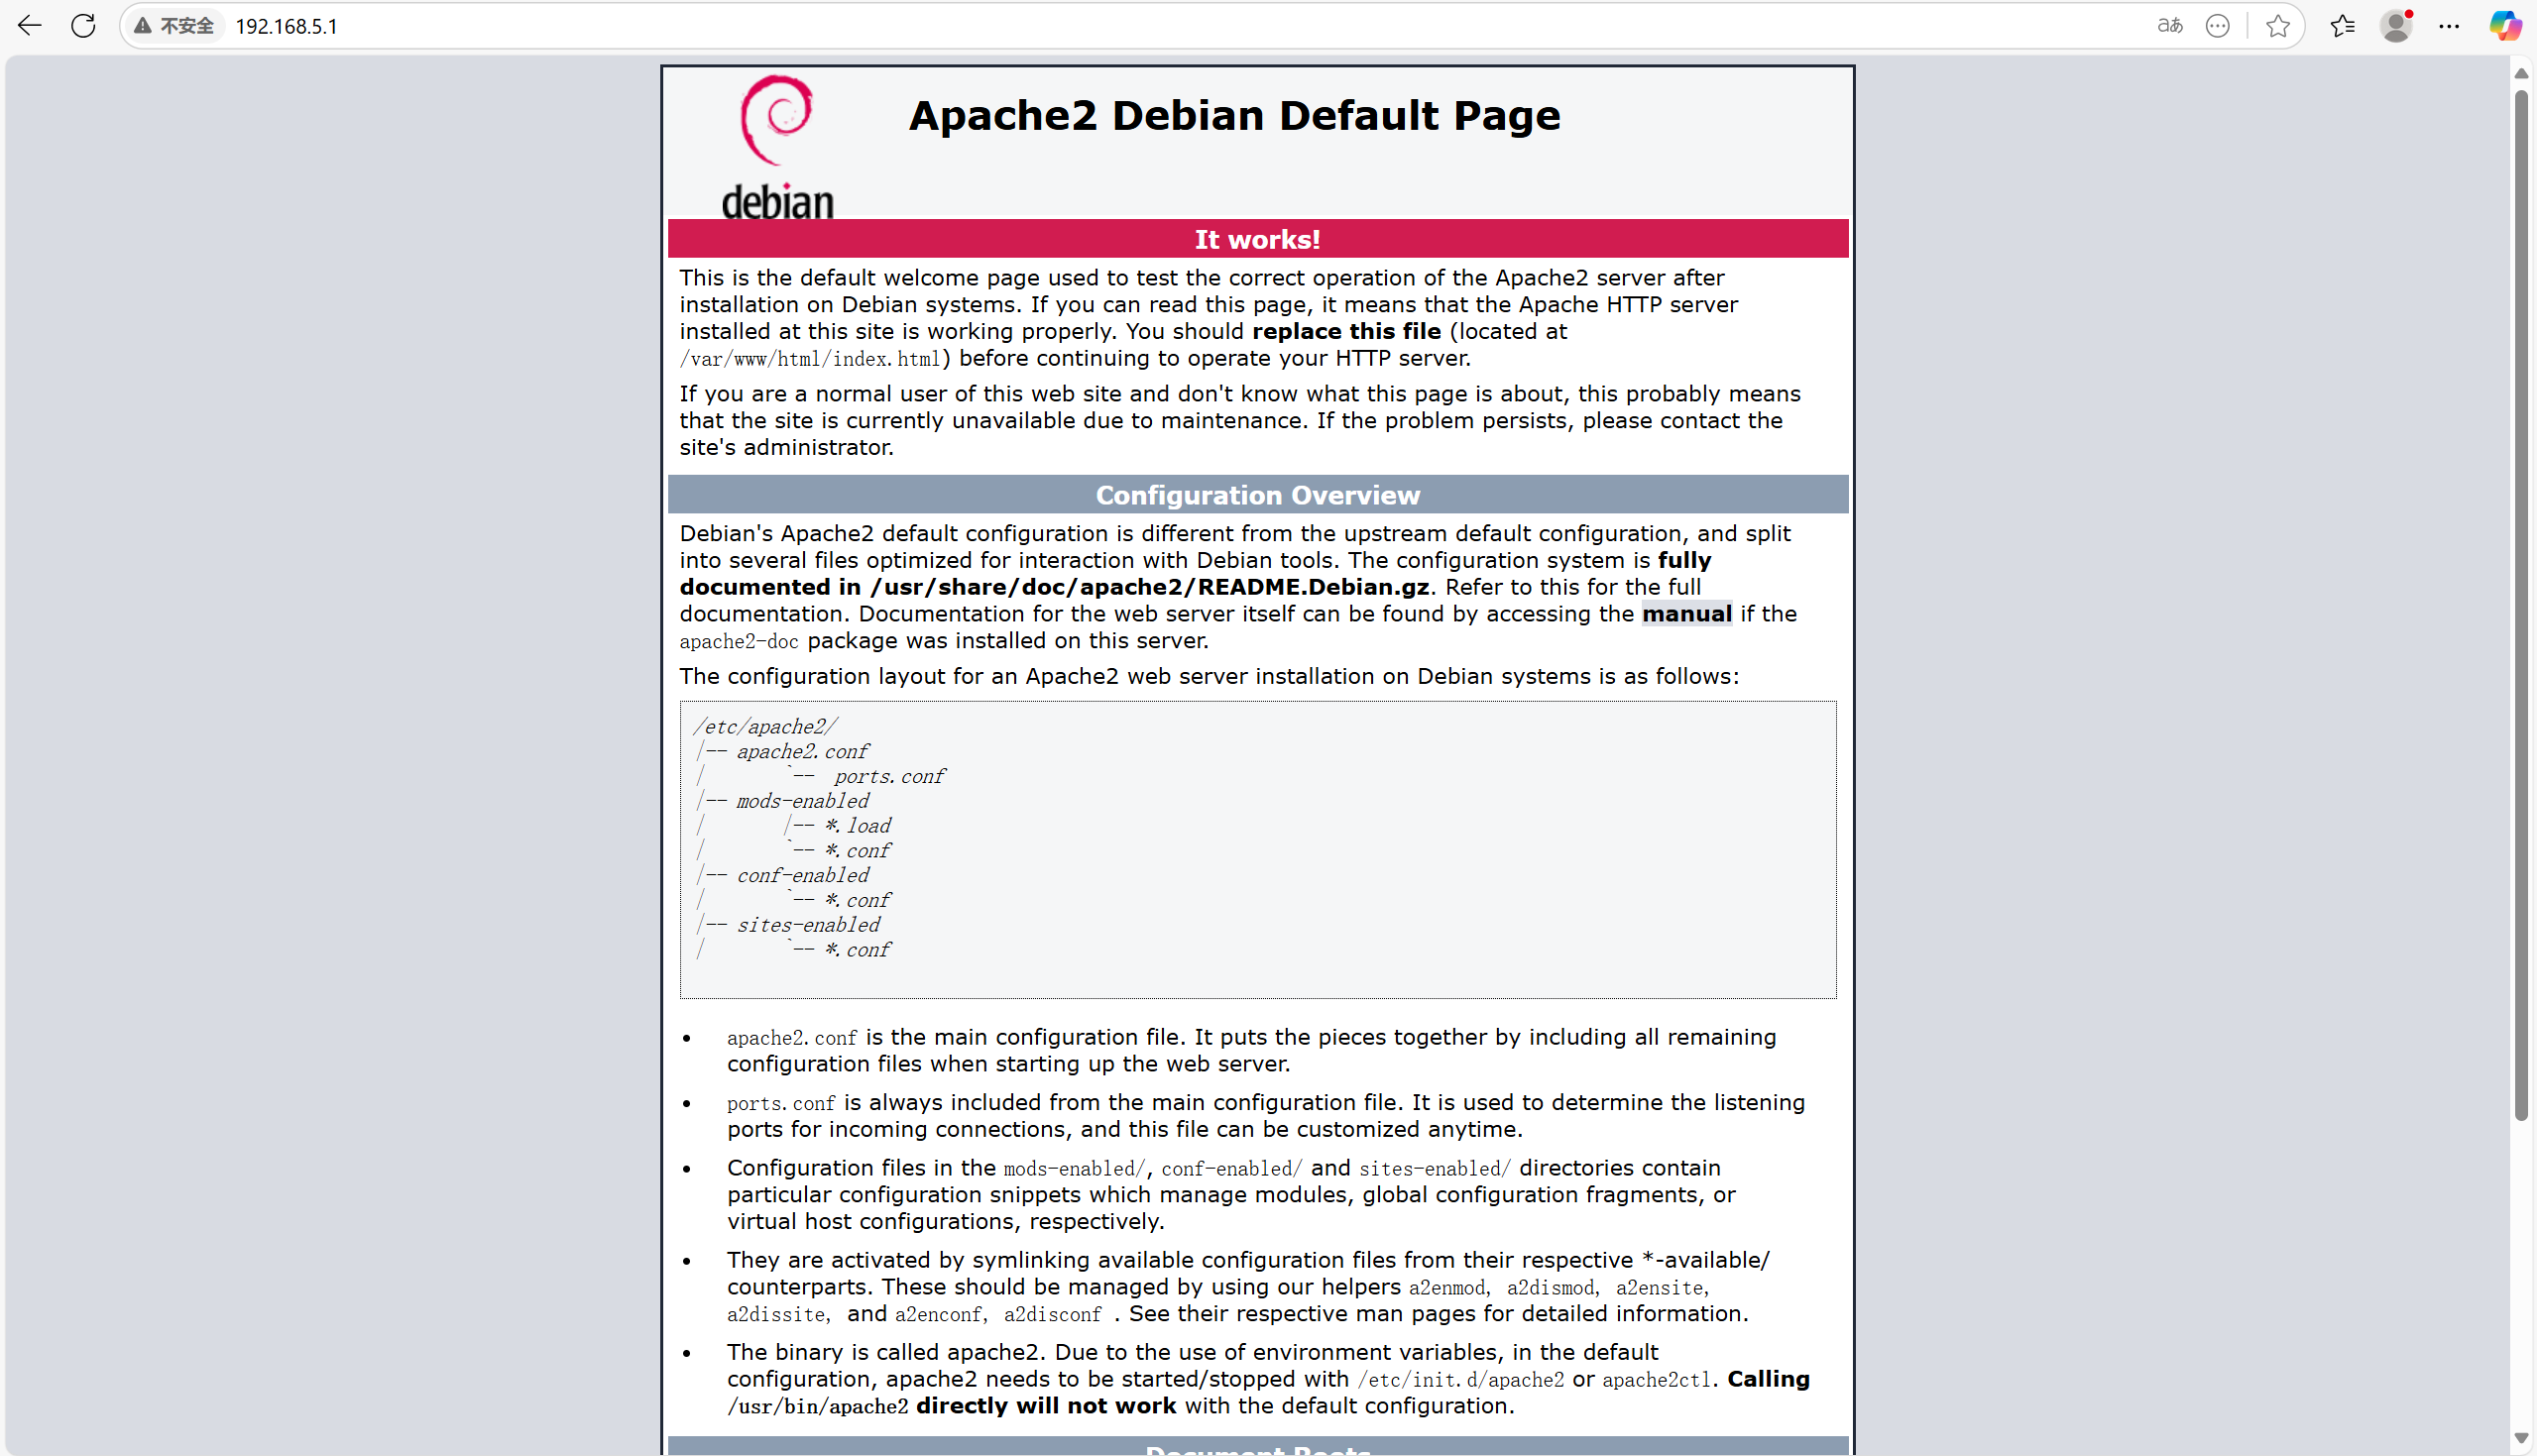 不安全 192.168.5.1
aあ
debian
Apache2 Debian Default Page
It works!
This is the default welcome page used to test the correct operation of the Apache2 server after
installation on Debian systems. If you can read this page, it means that the Apache HTTP server
installed at this site is working properly. You should replace this file (located at
/var/www/html/index.html) before continuing to operate your HTTP server.
If you are a normal user of this web site and don't know what this page is about, this probably means
that the site is currently unavailable due to maintenance. If the problem persists, please contact the
site's administrator.
Configuration Overview
Debian's Apache2 default configuration is different from the upstream default configuration, and split
into several files optimized for interaction with Debian tools. The configuration system is fully
documented in /usr/share/doc/apache2/README.Debian.gz. Refer to this for the full
documentation. Documentation for the web server itself can be found by accessing the manual if the
apache2-doc package was installed on this server.
The configuration layout for an Apache2 web server installation on Debian systems is as follows:
/etc/apache2/
|-- apache2.conf
|       `--  ports.conf
|-- mods-enabled
|       |-- *.load
|       `-- *.conf
|-- conf-enabled
|       `-- *.conf
|-- sites-enabled
|       `-- *.conf
• apache2.conf is the main configuration file. It puts the pieces together by including all remaining
configuration files when starting up the web server.
• ports.conf is always included from the main configuration file. It is used to determine the listening
ports for incoming connections, and this file can be customized anytime.
• Configuration files in the mods-enabled/, conf-enabled/ and sites-enabled/ directories contain
particular configuration snippets which manage modules, global configuration fragments, or
virtual host configurations, respectively.
• They are activated by symlinking available configuration files from their respective *-available/
counterparts. These should be managed by using our helpers a2enmod, a2dismod, a2ensite,
a2dissite, and a2enconf, a2disconf . See their respective man pages for detailed information.
• The binary is called apache2. Due to the use of environment variables, in the default
configuration, apache2 needs to be started/stopped with /etc/init.d/apache2 or apache2ctl. Calling
/usr/bin/apache2 directly will not work with the default configuration.
Document Roots